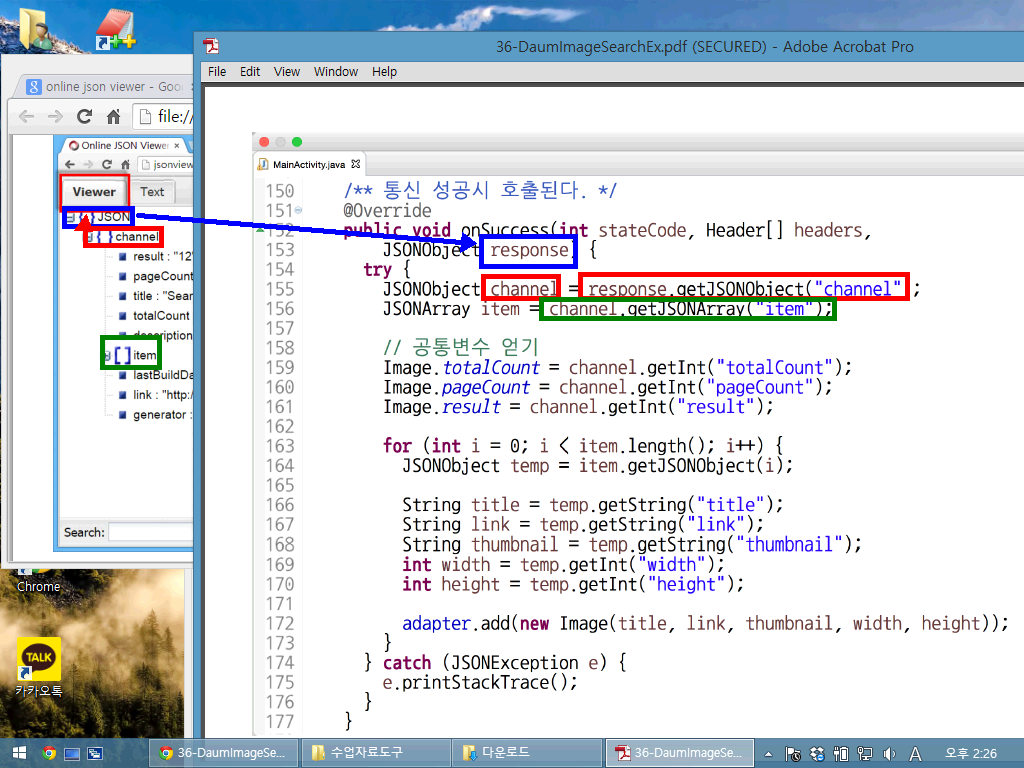 36-DaumImageSearchEx.pdf (SECURED) - Adobe Acrobat Pro
File Edit View Window Help
online json viewer - Goo
file://
Online JSON Viewer
jsonview
Viewer Text
JSON
channel
result : "12
pageCount
title : "Sear
totalCount
description
item
lastBuildDa
link : "http:/
generator :
Search:
MainActivity.java
150 /** 통신 성공시 호출된다. */
151 @Override
152 public void onSuccess(int stateCode, Header[] headers,
153 JSONObject response) {
154 try {
155 JSONObject channel = response.getJSONObject("channel");
156 JSONArray item = channel.getJSONArray("item");
157
158 // 공통변수 얻기
159 Image.totalCount = channel.getInt("totalCount");
160 Image.pageCount = channel.getInt("pageCount");
161 Image.result = channel.getInt("result");
162
163 for (int i = 0; i < item.length(); i++) {
164 JSONObject temp = item.getJSONObject(i);
165
166 String title = temp.getString("title");
167 String link = temp.getString("link");
168 String thumbnail = temp.getString("thumbnail");
169 int width = temp.getInt("width");
170 int height = temp.getInt("height");
171
172 adapter.add(new Image(title, link, thumbnail, width, height));
173 }
174 } catch (JSONException e) {
175 e.printStackTrace();
176 }
177 }
Chrome
TALK
카카오톡
36-DaumImageSe... 수업자료도구 다운로드 36-DaumImageSe... A 오후 2:26